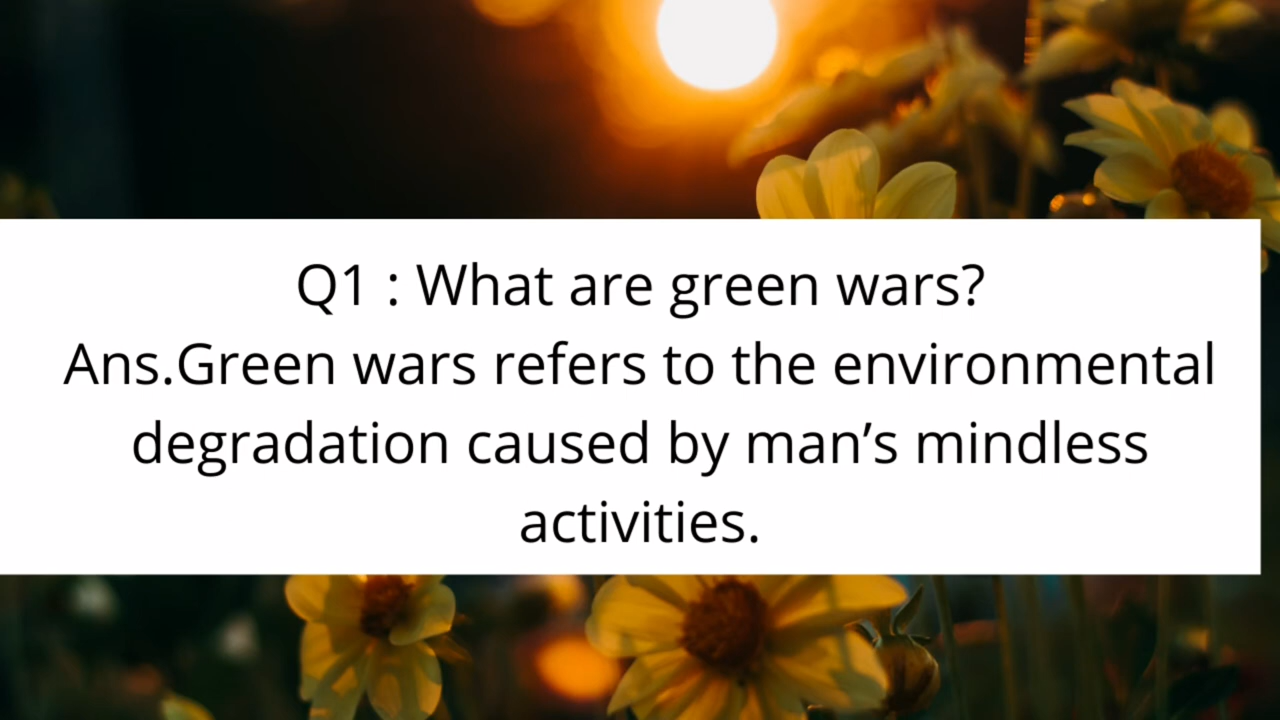 Q1 : What are green wars?
Ans.Green wars refers to the environmental
degradation caused by man’s mindless
activities.